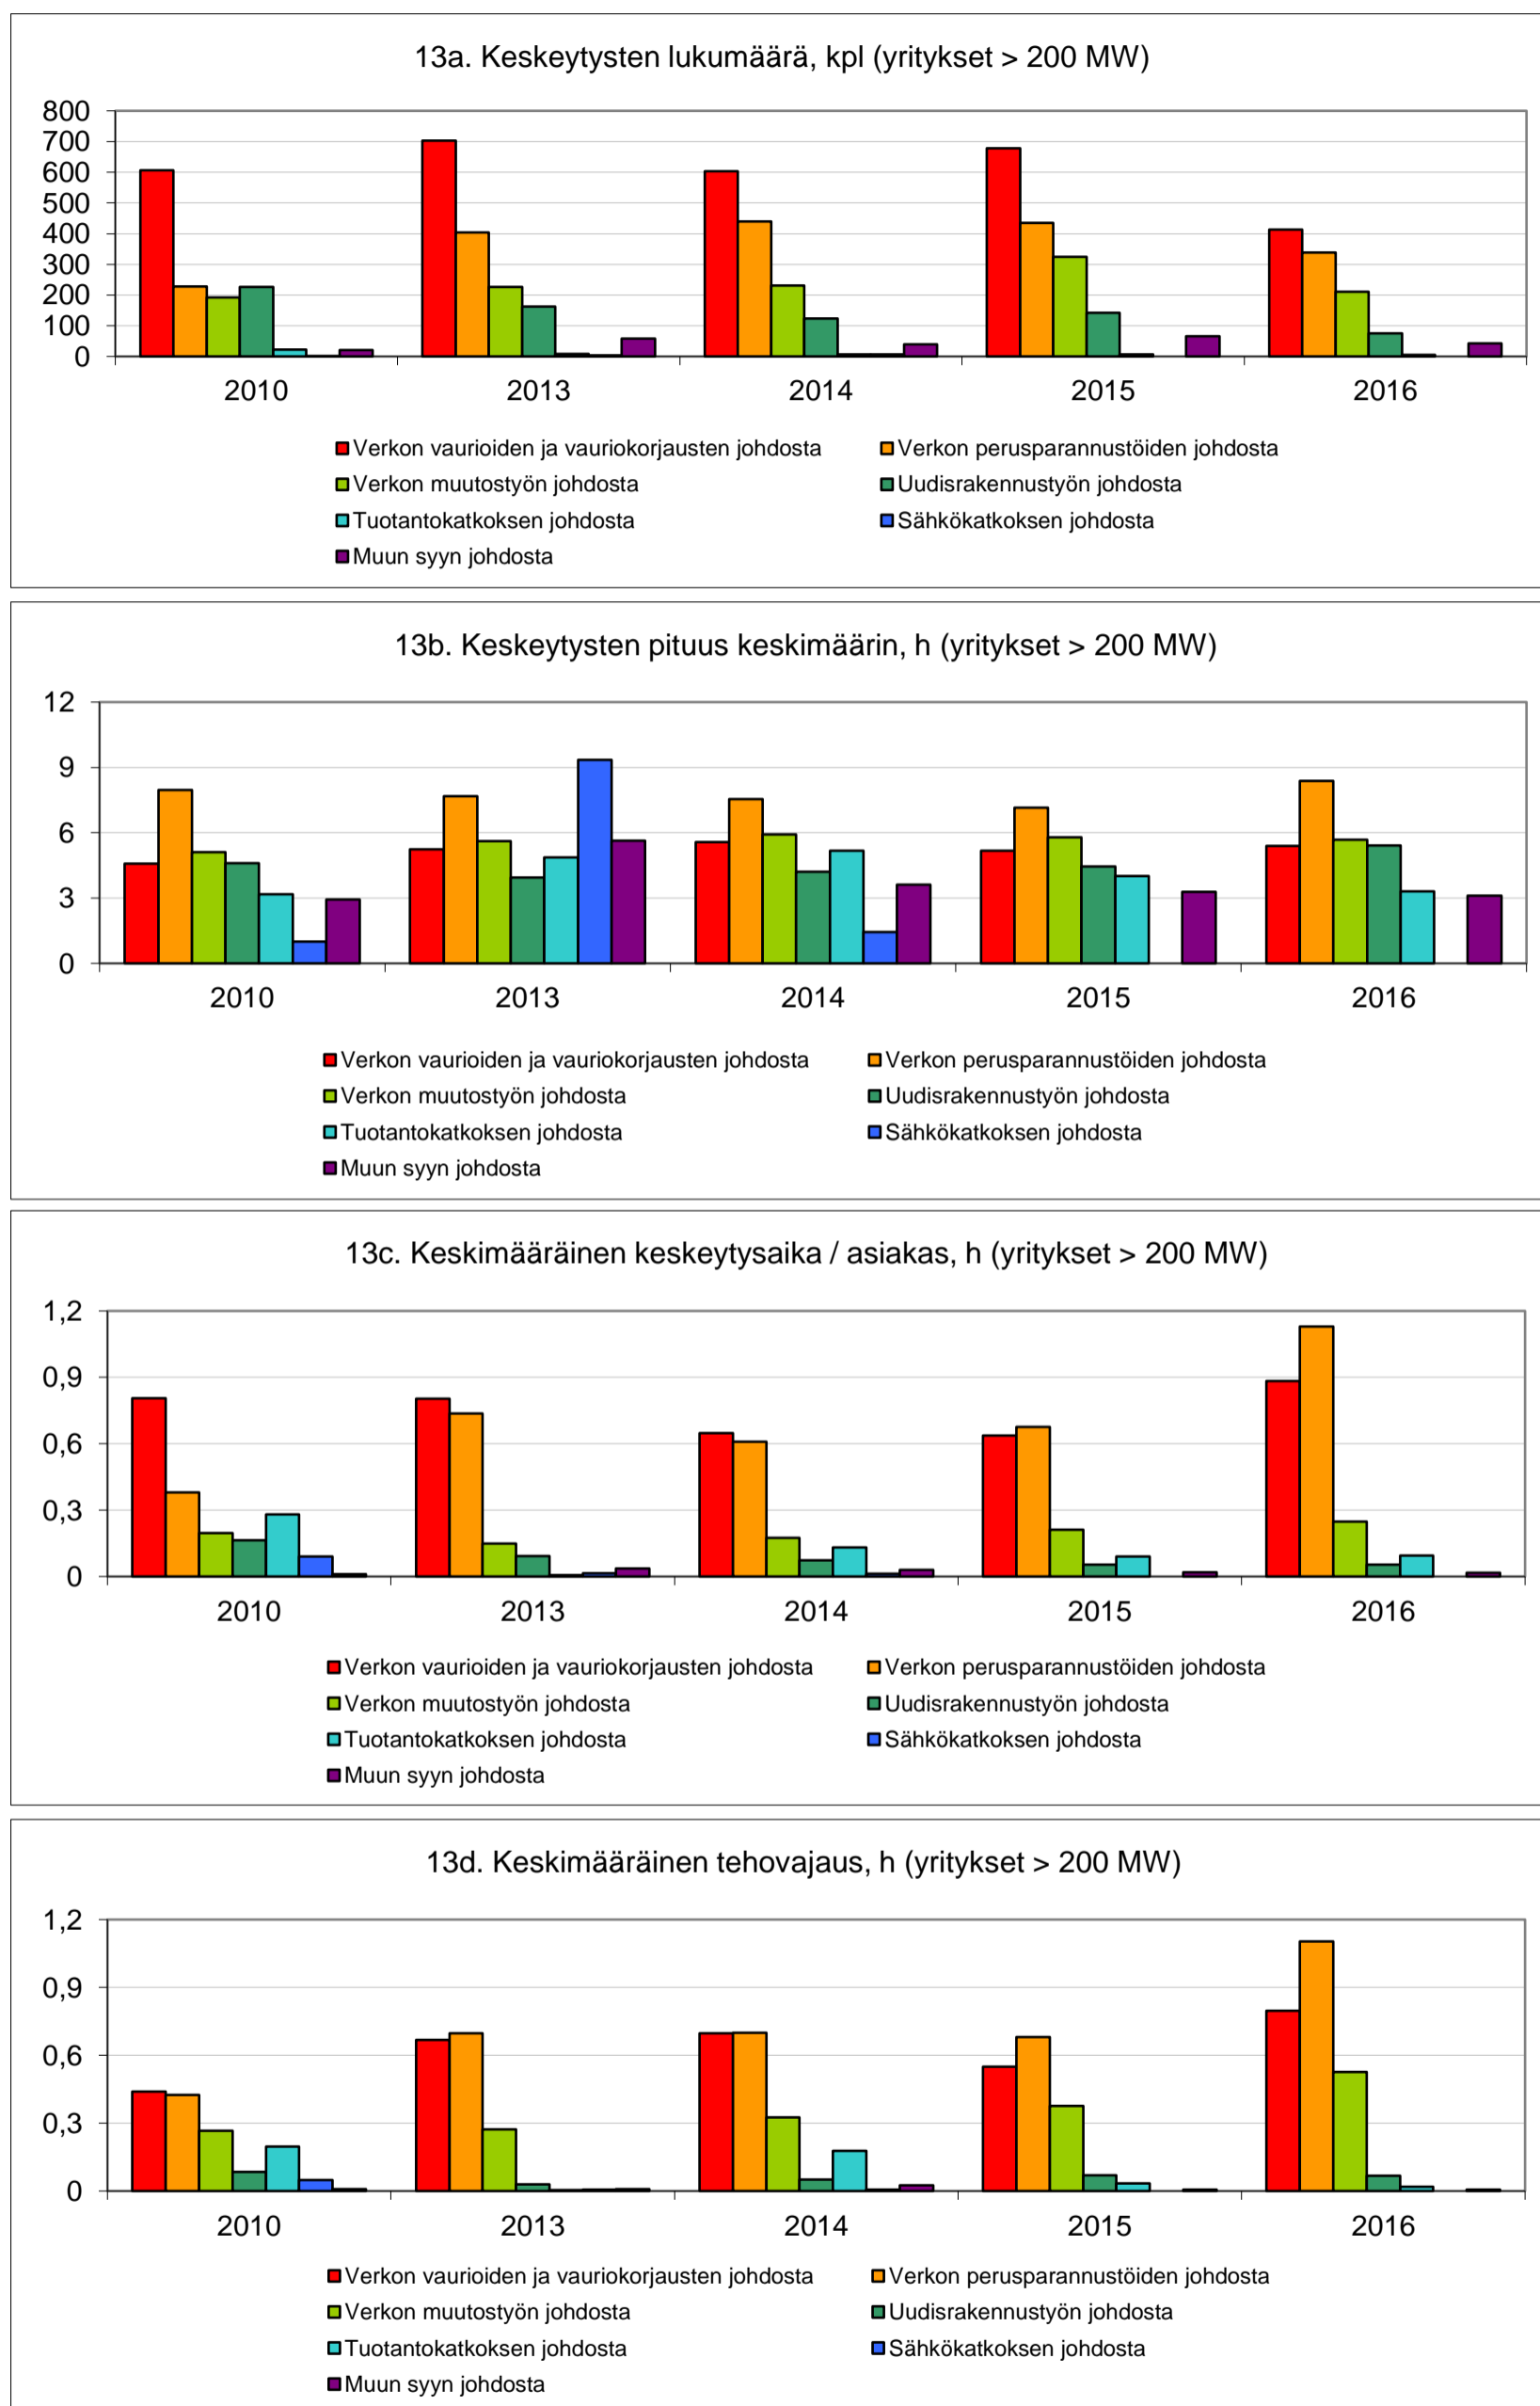 13a. Keskeytysten lukumäärä, kpl (yritykset > 200 MW)
800
700
600
500
400
300
200
100
0
2010 2013 2014 2015 2016
Verkon vaurioiden ja vauriokorjausten johdosta Verkon perusparannustöiden johdosta
Verkon muutostyön johdosta Uudisrakennustyön johdosta
Tuotantokatkoksen johdosta Sähkökatkoksen johdosta
Muun syyn johdosta
13b. Keskeytysten pituus keskimäärin, h (yritykset > 200 MW)
12
9
6
3
0
2010 2013 2014 2015 2016
Verkon vaurioiden ja vauriokorjausten johdosta Verkon perusparannustöiden johdosta
Verkon muutostyön johdosta Uudisrakennustyön johdosta
Tuotantokatkoksen johdosta Sähkökatkoksen johdosta
Muun syyn johdosta
13c. Keskimääräinen keskeytysaika / asiakas, h (yritykset > 200 MW)
1,2
0,9
0,6
0,3
0
2010 2013 2014 2015 2016
Verkon vaurioiden ja vauriokorjausten johdosta Verkon perusparannustöiden johdosta
Verkon muutostyön johdosta Uudisrakennustyön johdosta
Tuotantokatkoksen johdosta Sähkökatkoksen johdosta
Muun syyn johdosta
13d. Keskimääräinen tehovajaus, h (yritykset > 200 MW)
1,2
0,9
0,6
0,3
0
2010 2013 2014 2015 2016
Verkon vaurioiden ja vauriokorjausten johdosta Verkon perusparannustöiden johdosta
Verkon muutostyön johdosta Uudisrakennustyön johdosta
Tuotantokatkoksen johdosta Sähkökatkoksen johdosta
Muun syyn johdosta